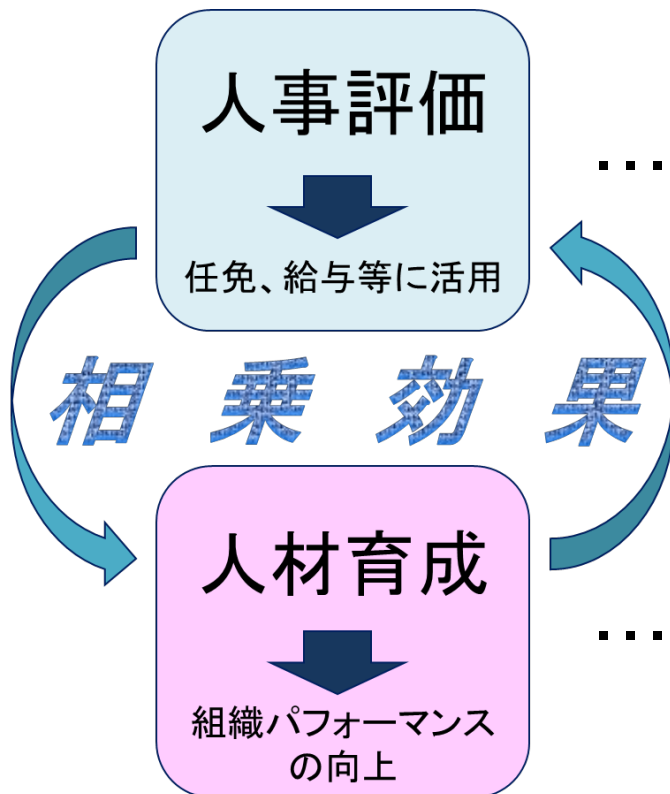 人事評価
・・・
任免、給与等に活用
相乗効果
人材育成
・・・
組織パフォーマンス
の向上